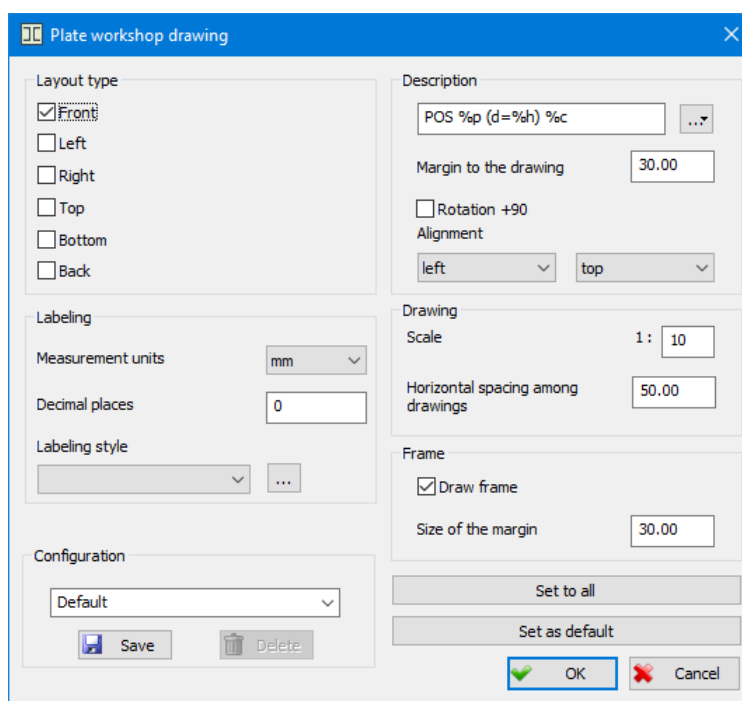 Plate workshop drawing
Layout type
Front
Left
Right
Top
Bottom
Back
Labeling
Measurement units
mm
Decimal places
0
Labeling style
...
Configuration
Default
Save
Delete
Description
POS %p (d=%h) %c
...
Margin to the drawing
30.00
Rotation +90
Alignment
left
top
Drawing
Scale
1 :
10
Horizontal spacing among
drawings
50.00
Frame
Draw frame
Size of the margin
30.00
Set to all
Set as default
OK
Cancel